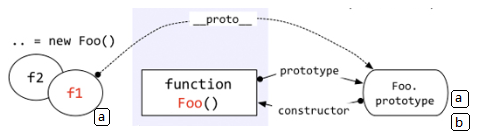 __proto__
.. = new Foo()
f2
f1
a
function
Foo()
prototype
constructor
Foo.
prototype
a
b